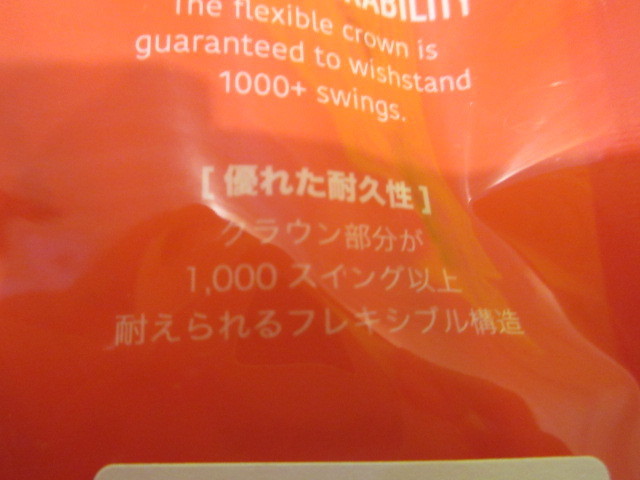 RABILITY
The flexible crown is
guaranteed to wishstand
1000+ swings.
[ 優れた耐久性 ]
クラウン部分が
1,000 スイング以上
耐えられるフレキシブル構造